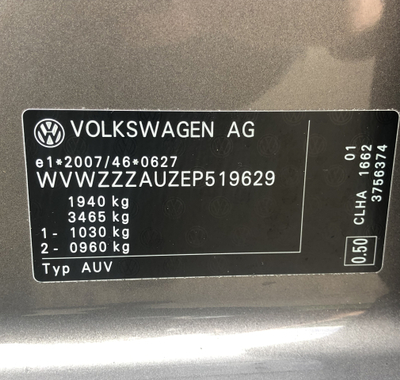 VOLKSWAGEN AG
e1*2007/46*0627
WVWZZZAUZEP519629
1940 kg
3465 kg
1- 1030 kg
2- 0960 kg
Typ AUV
01
CLHA 1662
3756374
0.50